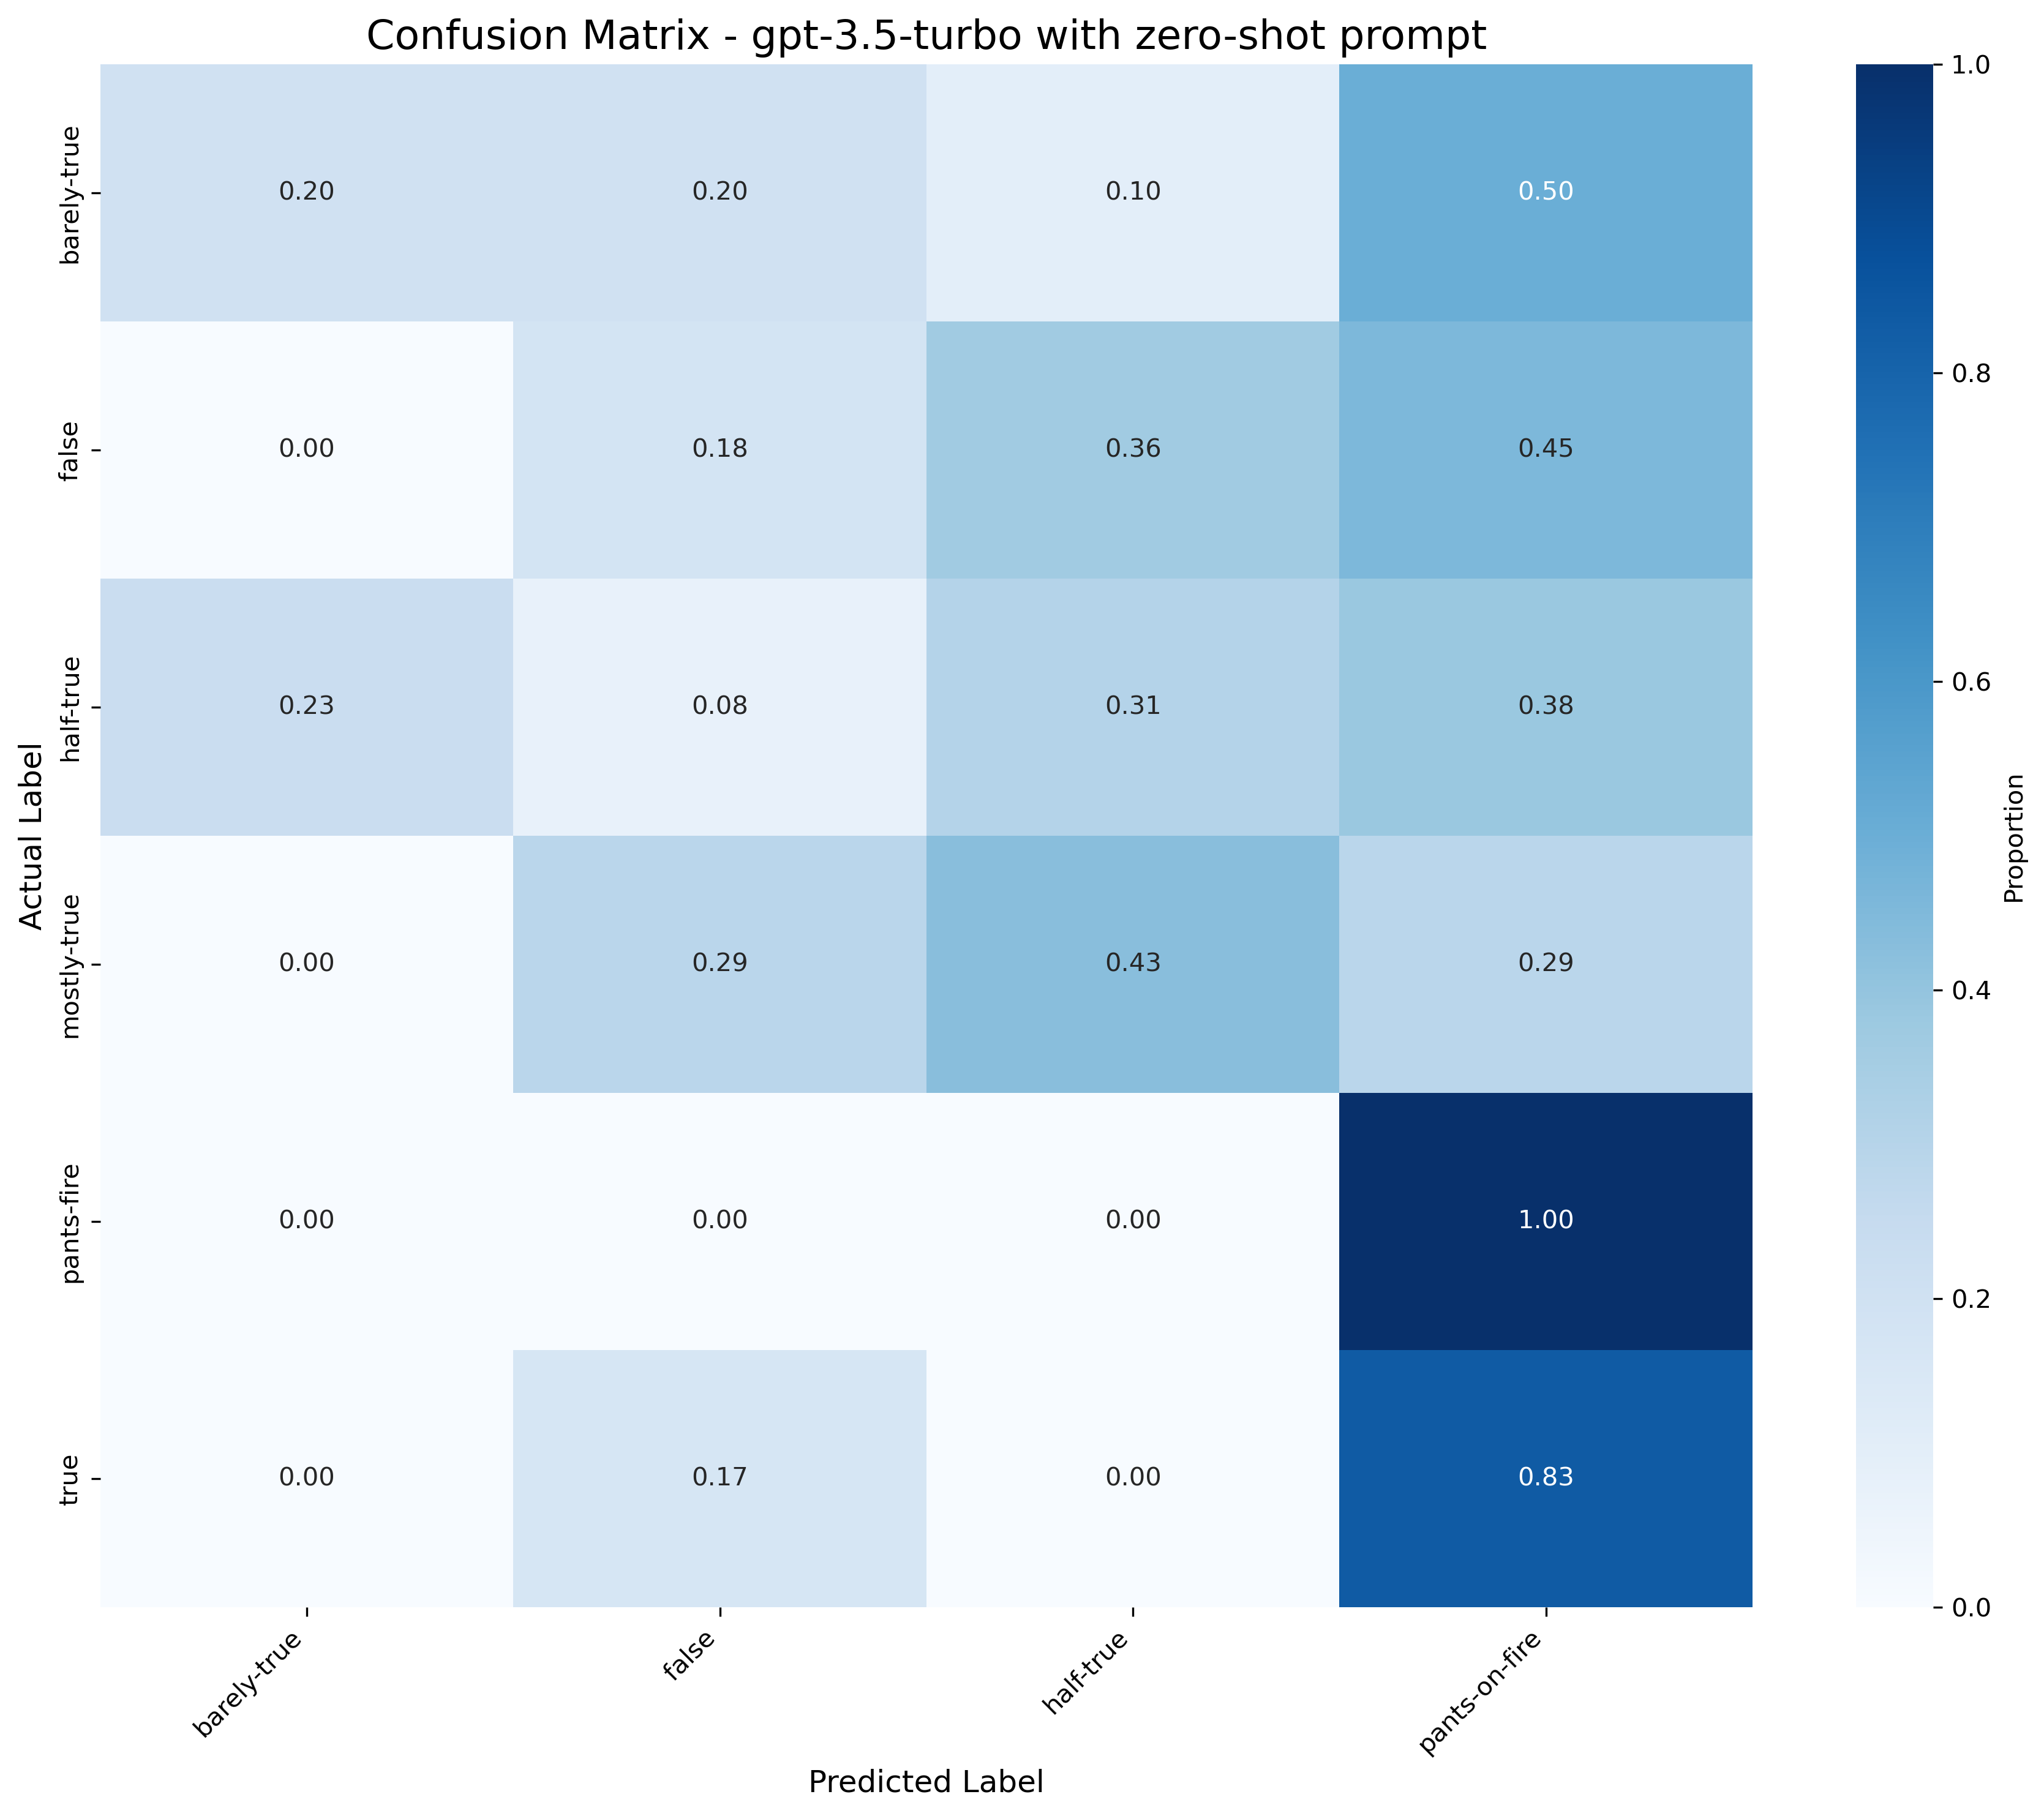 Confusion Matrix - gpt-3.5-turbo with zero-shot prompt
Actual Label
barely-true
0.20 0.20 0.10 0.50
false
0.00 0.18 0.36 0.45
half-true
0.23 0.08 0.31 0.38
mostly-true
0.00 0.29 0.43 0.29
pants-fire
0.00 0.00 0.00 1.00
true
0.00 0.17 0.00 0.83
barely-true
false
half-true
pants-on-fire
Predicted Label
1.0
0.8
0.6
0.4
0.2
0.0
Proportion